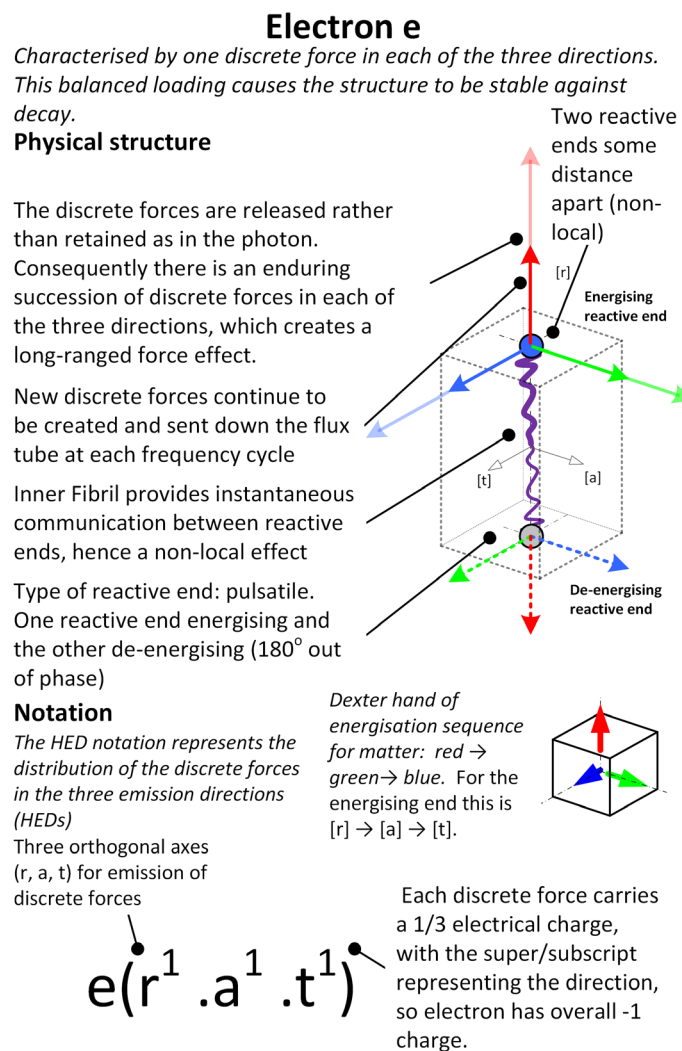 Electron e
Characterised by one discrete force in each of the three directions.
This balanced loading causes the structure to be stable against
decay.
Physical structure
Two reactive
ends some
distance
apart (non-
local)
The discrete forces are released rather
than retained as in the photon.
Consequently there is an enduring
succession of discrete forces in each of
the three directions, which creates a
long-ranged force effect.
[r]
Energising
reactive end
New discrete forces continue to
be created and sent down the flux
tube at each frequency cycle
[t]
[a]
Inner Fibril provides instantaneous
communication between reactive
ends, hence a non-local effect
Type of reactive end: pulsatile.
One reactive end energising and
the other de-energising (180° out
of phase)
De-energising
reactive end
Notation
The HED notation represents the
distribution of the discrete forces
in the three emission directions
(HEDs)
Three orthogonal axes
(r, a, t) for emission of
discrete forces
Dexter hand of
energisation sequence
for matter: red →
green→ blue. For the
energising end this is
[r] → [a] → [t].
e(r¹ .a¹ .t¹)
Each discrete force carries
a 1/3 electrical charge,
with the super/subscript
representing the direction,
so electron has overall -1
charge.